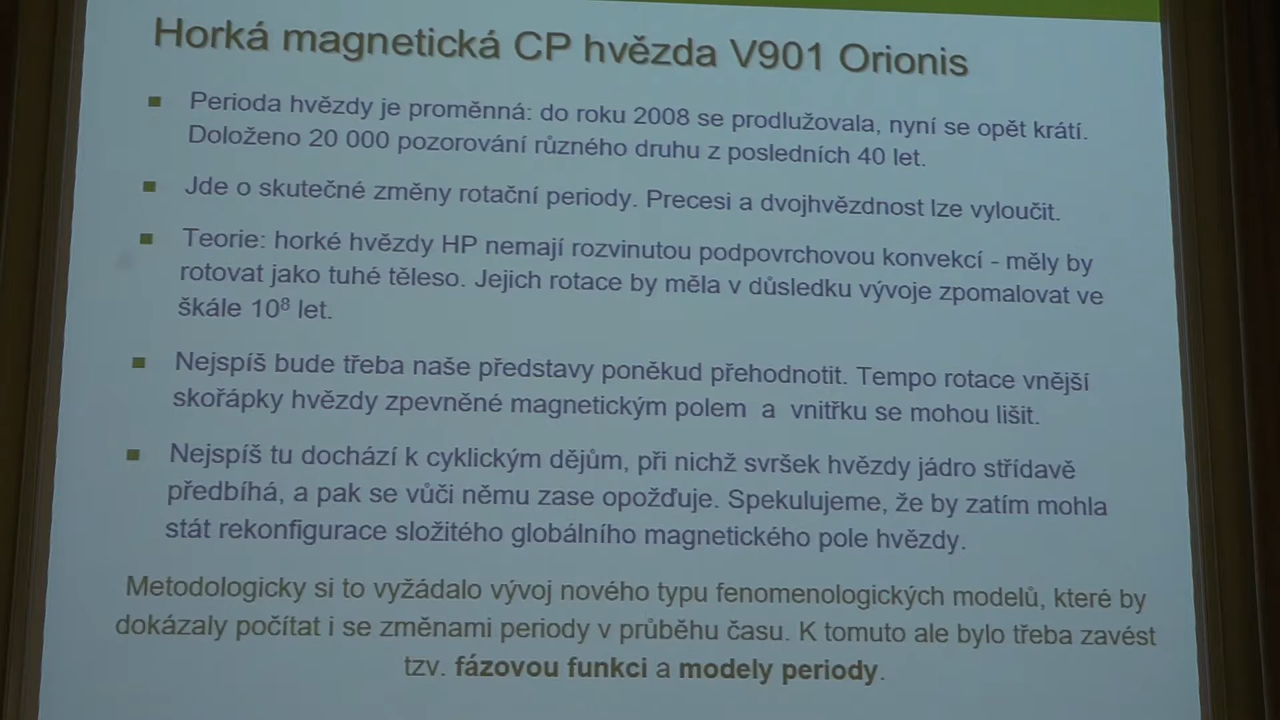 Horká magnetická CP hvězda V901 Orionis
Perioda hvězdy je proměnná: do roku 2008 se prodlužovala, nyní se opět krátí.
Doloženo 20 000 pozorování různého druhu z posledních 40 let.
Jde o skutečné změny rotační periody. Precesi a dvojhvězdnost lze vyloučit.
Teorie: horké hvězdy HP nemají rozvinutou podpovrchovou konvekcí - měly by
rotovat jako tuhé těleso. Jejich rotace by měla v důsledku vývoje zpomalovat ve
škále 10⁸ let.
Nejspíš bude třeba naše představy poněkud přehodnotit. Tempo rotace vnější
skořápky hvězdy zpevněné magnetickým polem a vnitřku se mohou lišit.
Nejspíš tu dochází k cyklickým dějům, při nichž svršek hvězdy jádro střídavě
předbíhá, a pak se vůči němu zase opožďuje. Spekulujeme, že by zatím mohla
stát rekonfigurace složitého globálního magnetického pole hvězdy.
Metodologicky si to vyžádalo vývoj nového typu fenomenologických modelů, které by
dokázaly počítat i se změnami periody v průběhu času. K tomuto ale bylo třeba zavést
tzv. fázovou funkci a modely periody.